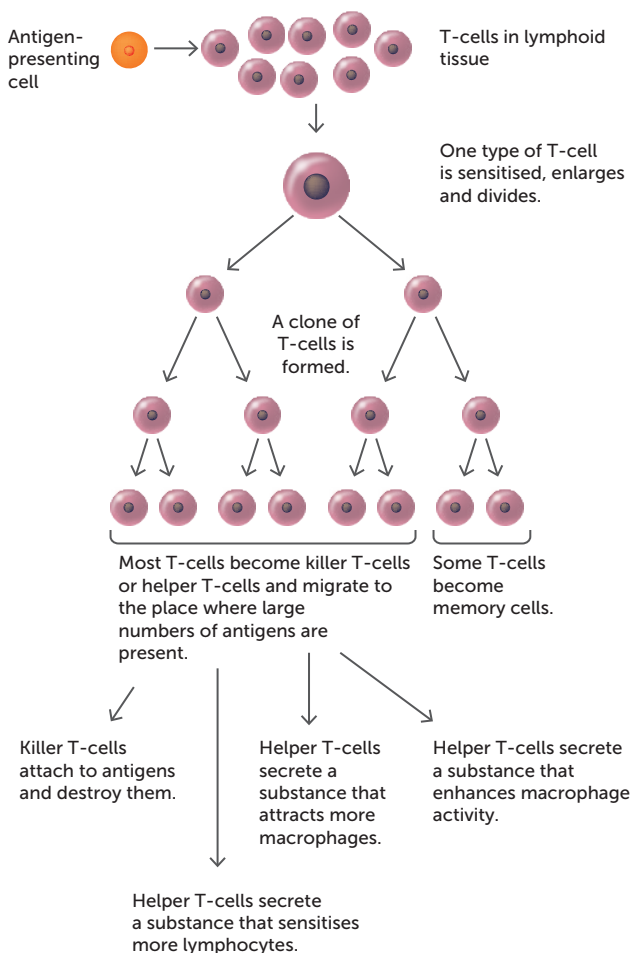 Antigen-
presenting
cell
T-cells in lymphoid
tissue
One type of T-cell
is sensitised, enlarges
and divides.
A clone of
T-cells is
formed.
Most T-cells become killer T-cells
or helper T-cells and migrate to
the place where large
numbers of antigens are
present.
Some T-cells
become
memory cells.
Killer T-cells
attach to antigens
and destroy them.
Helper T-cells
secrete a
substance that
attracts more
macrophages.
Helper T-cells secrete
a substance that
enhances macrophage
activity.
Helper T-cells secrete
a substance that sensitises
more lymphocytes.